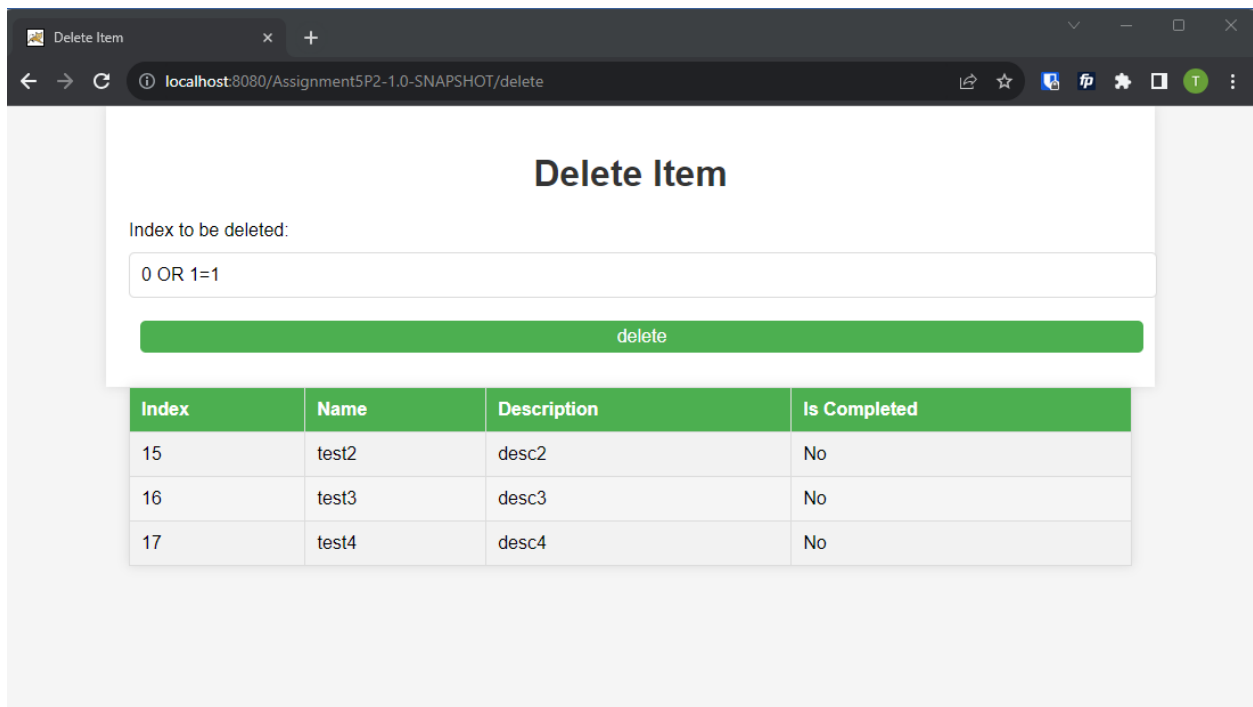 Delete Item
localhost:8080/Assignment5P2-1.0-SNAPSHOT/delete
fp
T
Delete Item
Index to be deleted:
0 OR 1=1
delete
Index Name Description Is Completed
15 test2 desc2 No
16 test3 desc3 No
17 test4 desc4 No